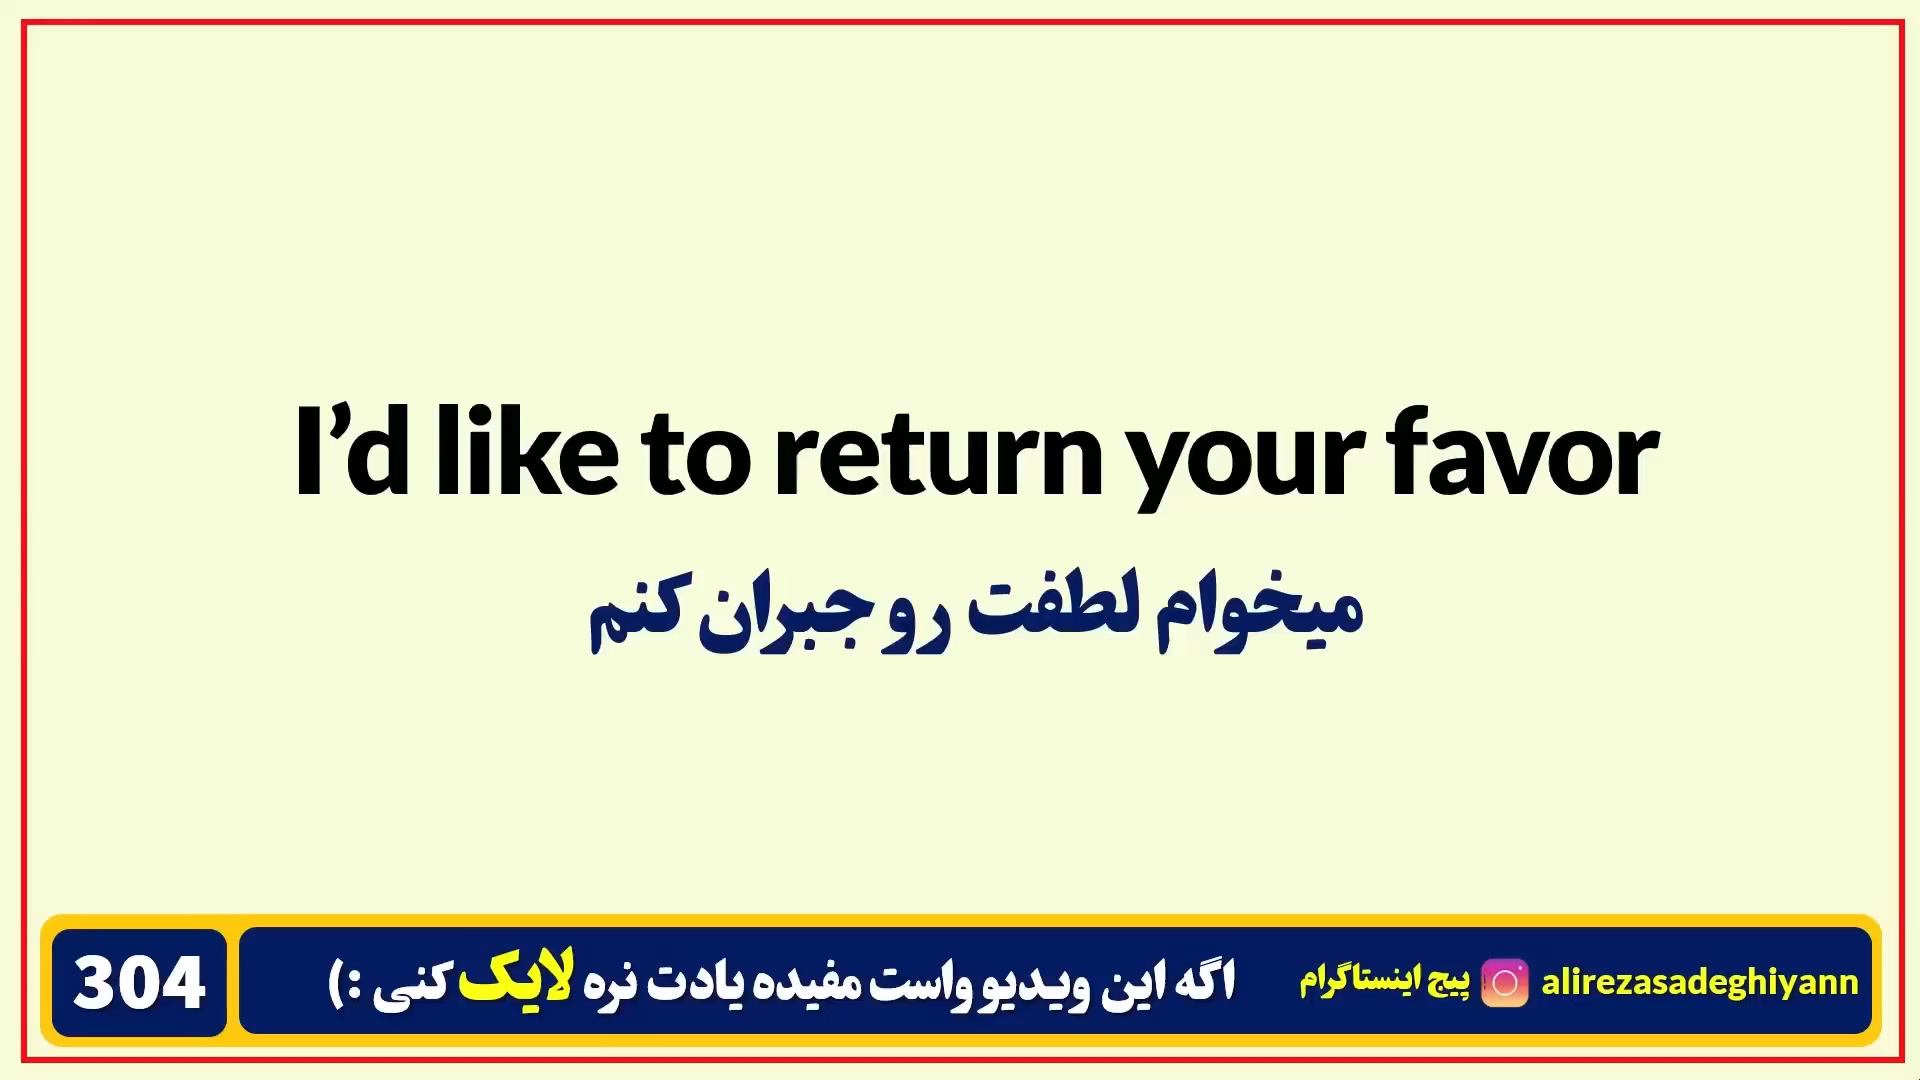 I’d like to return your favor
میخوام لطفت رو جبران کنم
304
اگه این ویدیو واست مفیده یادت نره لایک کنی :)
پیج اینستاگرام
alirezasadeghiyann